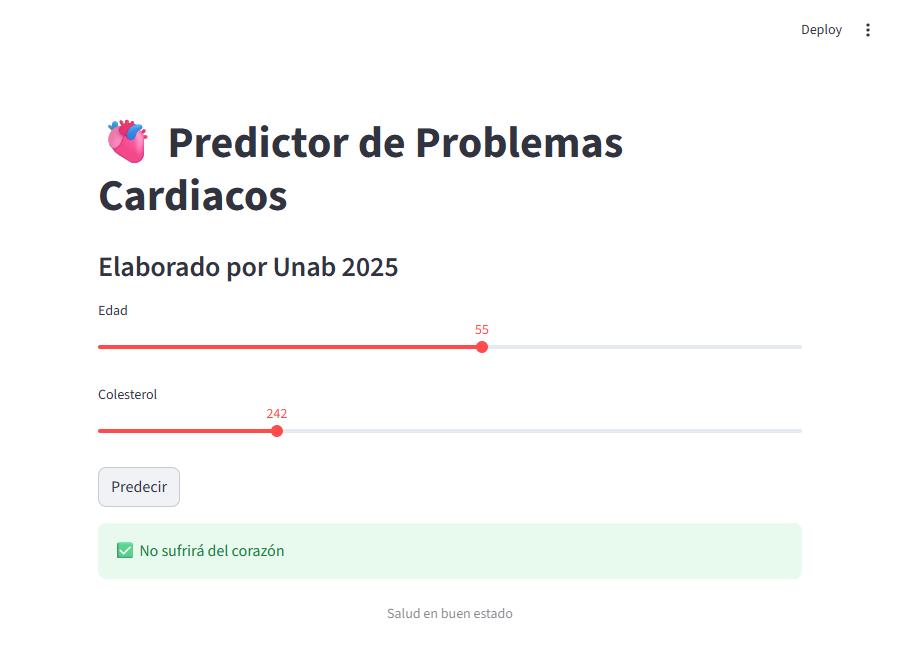 Deploy
Predictor de Problemas
Cardiacos
Elaborado por Unab 2025
Edad
55
Colesterol
242
Predecir
No sufrirá del corazón
Salud en buen estado